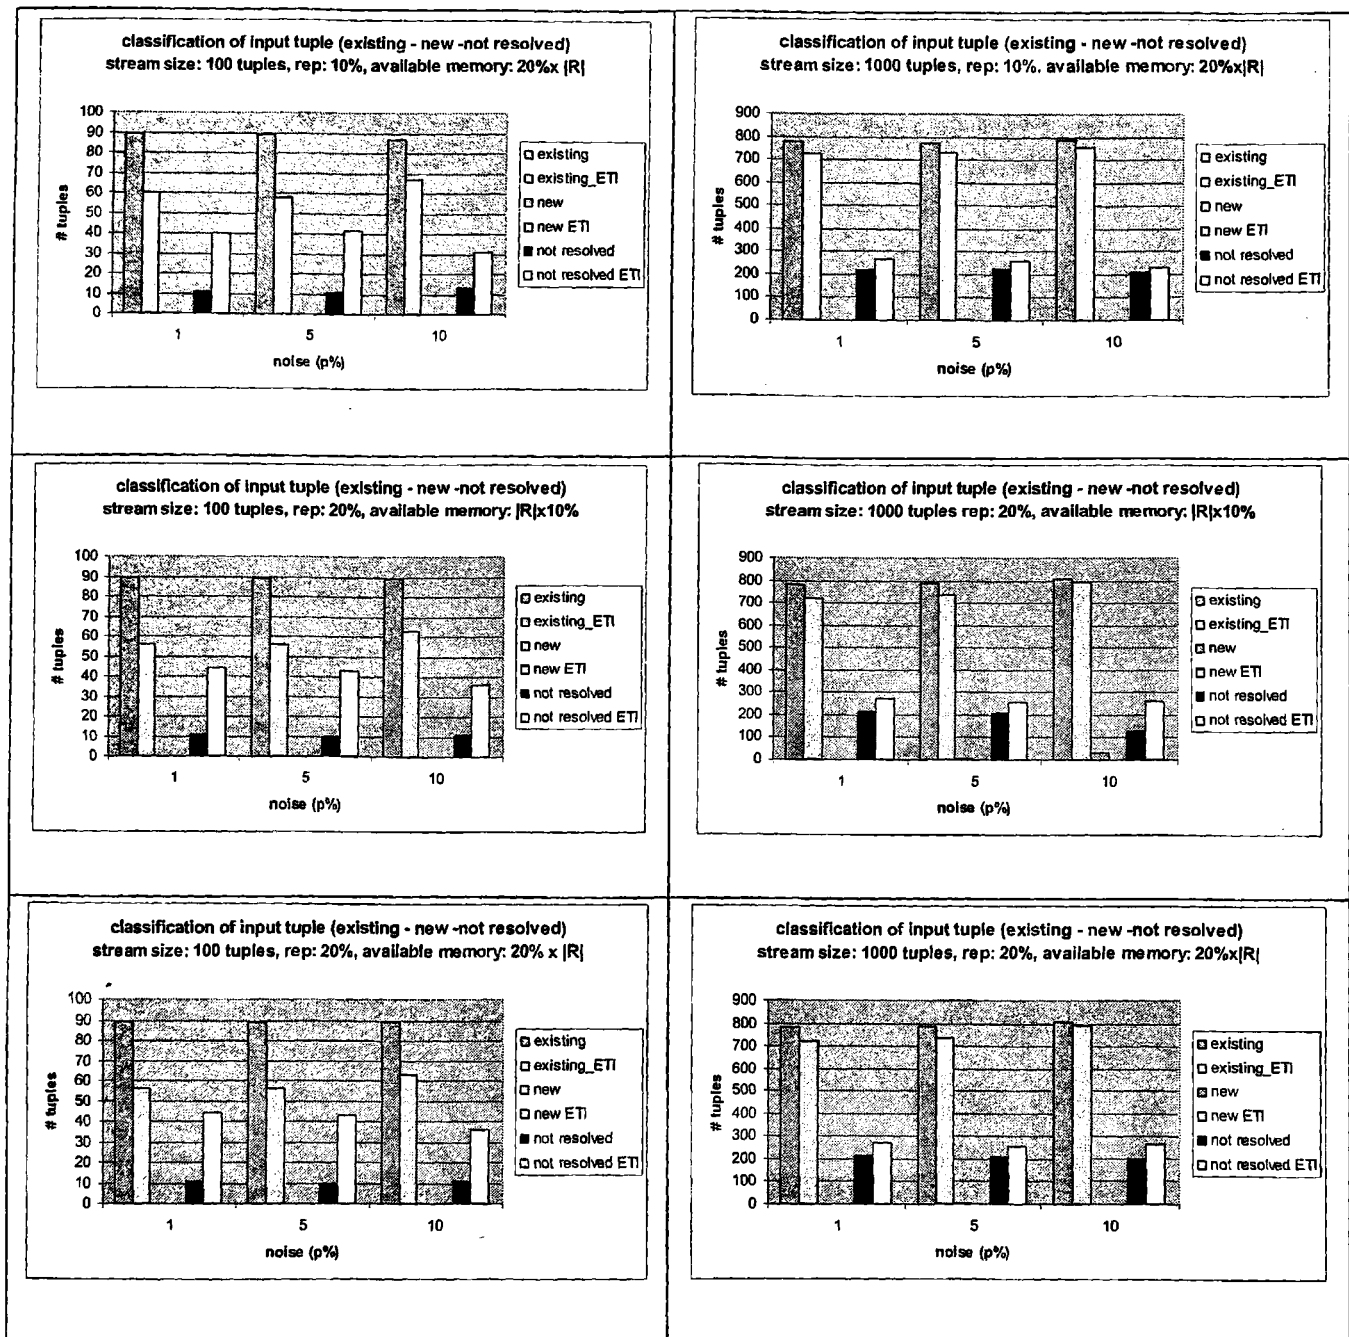 classification of input tuple (existing - new -not resolved)
stream size: 100 tuples, rep: 10%, available memory: 20%x |R|
100
90
80
70
60
50
40
30
20
10
0
# tuples
1
5
10
noise (p%)
existing
existing_ETI
new
new ETI
not resolved
not resolved ETI
classification of input tuple (existing - new -not resolved)
stream size: 1000 tuples, rep: 10%. available memory: 20%x|R|
900
800
700
600
500
400
300
200
100
0
# tuples
1
5
10
noise (p%)
existing
existing_ETI
new
new ETI
not resolved
not resolved ETI
classification of input tuple (existing - new -not resolved)
stream size: 100 tuples, rep: 20%, available memory: |R|x10%
100
90
80
70
60
50
40
30
20
10
0
# tuples
1
5
10
noise (p%)
existing
existing_ETI
new
new ETI
not resolved
not resolved ETI
classification of input tuple (existing - new -not resolved)
stream size: 1000 tuples rep: 20%, available memory: |R|x10%
900
800
700
600
500
400
300
200
100
0
# tuples
1
5
10
noise (p%)
existing
existing_ETI
new
new ETI
not resolved
not resolved ETI
classification of input tuple (existing - new -not resolved)
stream size: 100 tuples, rep: 20%, available memory: 20% x |R|
100
90
80
70
60
50
40
30
20
10
0
# tuples
1
5
10
noise (p%)
existing
existing_ETI
new
new ETI
not resolved
not resolved ETI
classification of input tuple (existing - new -not resolved)
stream size: 1000 tuples, rep: 20%, available memory: 20%x|R|
900
800
700
600
500
400
300
200
100
0
# tuples
1
5
10
noise (p%)
existing
existing_ETI
new
new ETI
not resolved
not resolved ETI